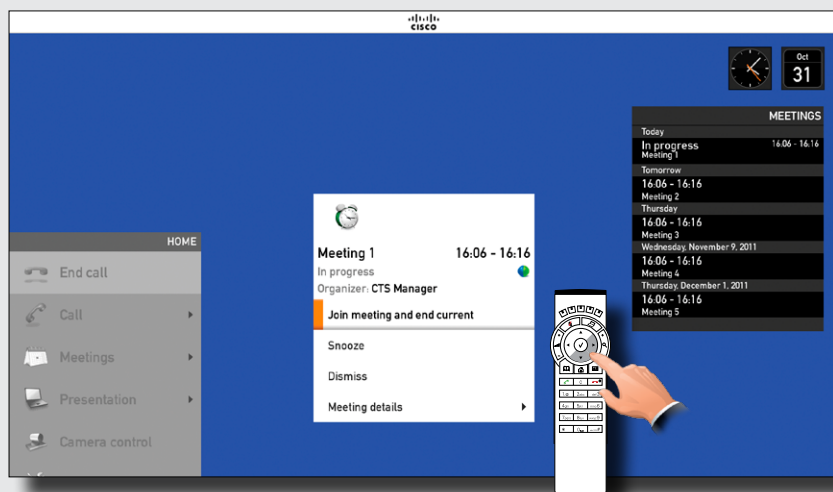 CISCO
Oct
31
MEETINGS
Today
In progress 16.06 - 16:16
Meeting 1
Tomorrow
16:06 - 16:16
Meeting 2
Thursday
16:06 - 16:16
Meeting 3
Wednesday, November 9, 2011
16:06 - 16:16
Meeting 4
Thursday, December 1, 2011
16:06 - 16:16
Meeting 5
HOME
End call
Call
Meetings
Presentation
Camera control
Meeting 1 16:06 - 16:16
In progress
Organizer: CTS Manager
Join meeting and end current
Snooze
Dismiss
Meeting details